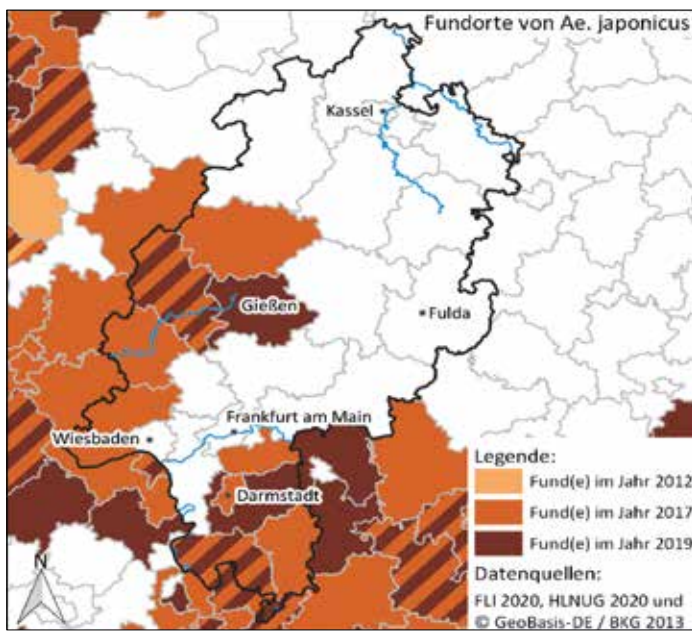 Fundorte von Ae. japonicus
Kassel
Gießen
Fulda
Frankfurt am Main
Wiesbaden
Darmstadt
N
Legende:
Fund(e) im Jahr 2012
Fund(e) im Jahr 2017
Fund(e) im Jahr 2019
Datenquellen:
FLI 2020, HLNUG 2020 und
© GeoBasis-DE / BKG 2013